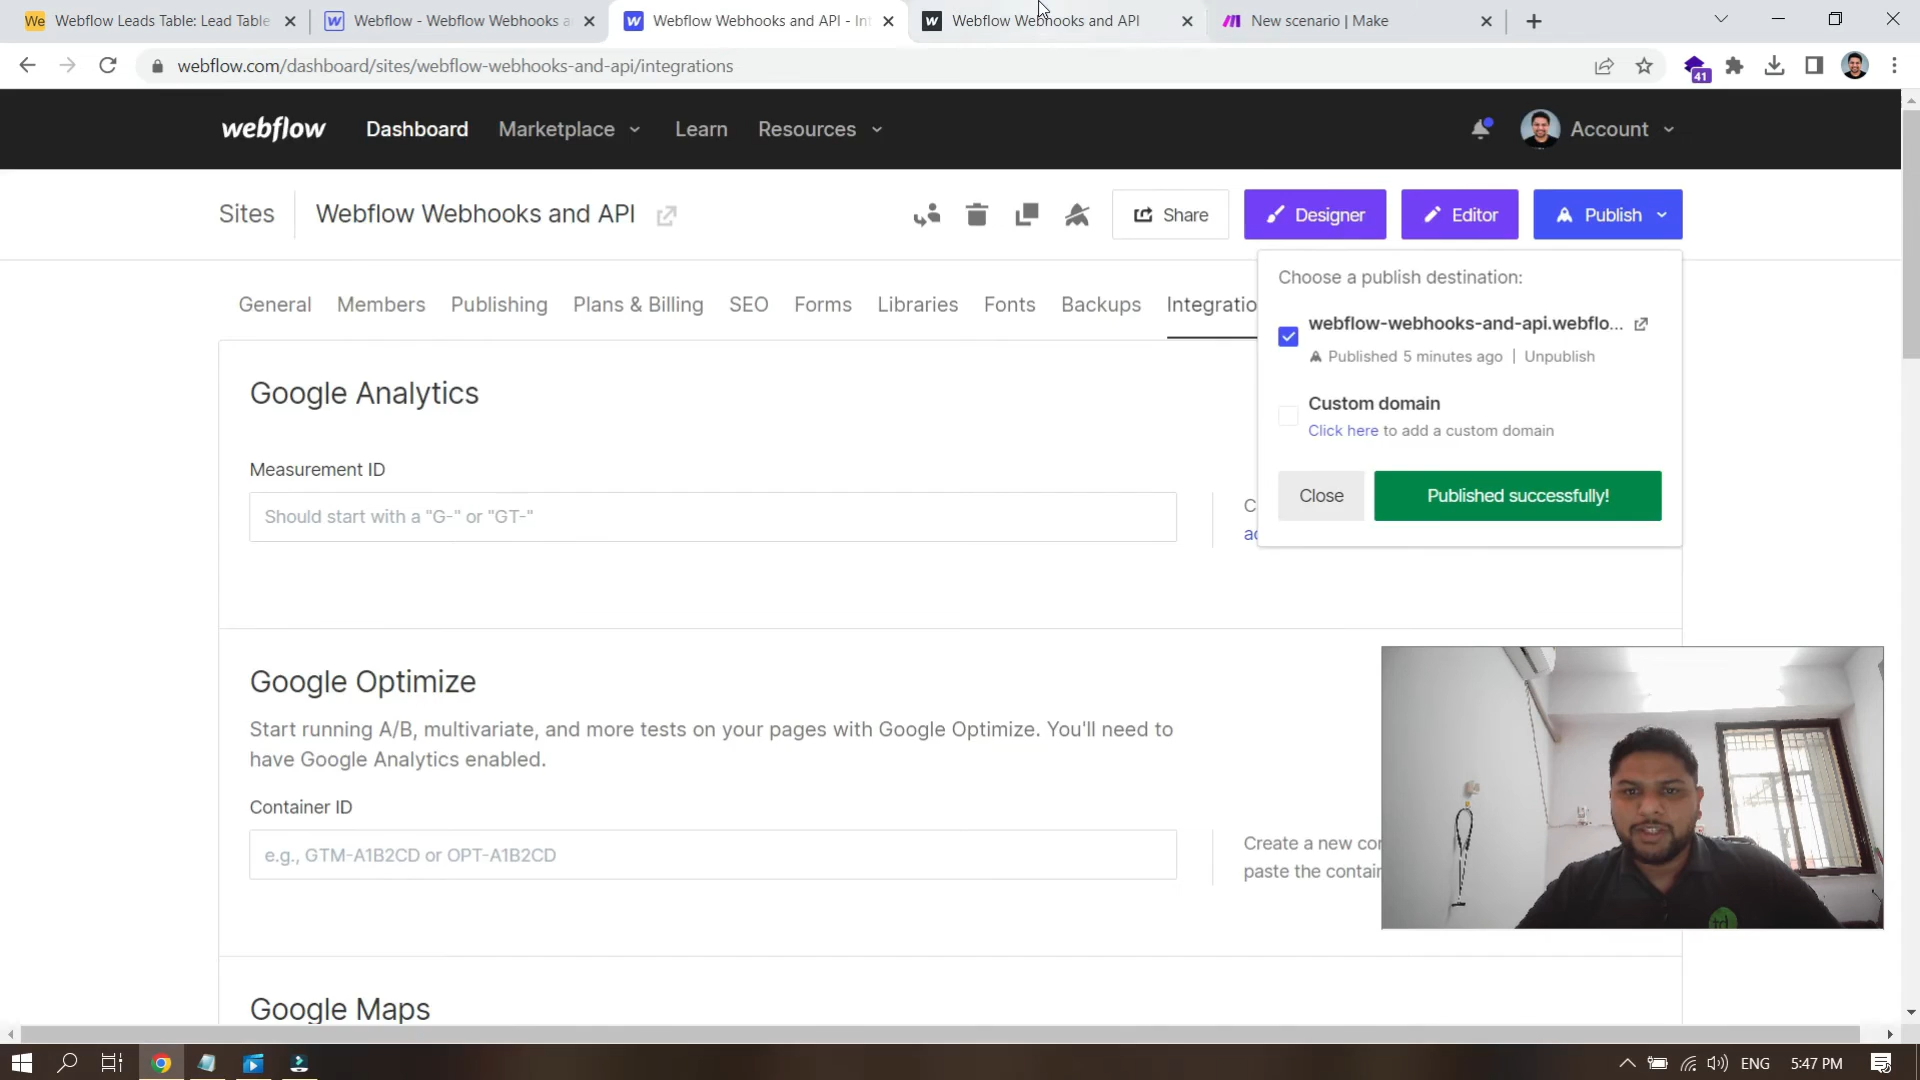 We Webflow Leads Table: Lead Table
Webflow - Webflow Webhooks a
Webflow Webhooks and API - Int
Webflow Webhooks and API
New scenario | Make
webflow.com/dashboard/sites/webflow-webhooks-and-api/integrations
41
webflow
Dashboard
Marketplace
Learn
Resources
Account
Sites
Webflow Webhooks and API
Share
Designer
Editor
Publish
General
Members
Publishing
Plans & Billing
SEO
Forms
Libraries
Fonts
Backups
Integratio
Choose a publish destination:
webflow-webhooks-and-api.webflo...
Published 5 minutes ago | Unpublish
Custom domain
Click here to add a custom domain
Close
Published successfully!
Google Analytics
Measurement ID
Should start with a "G-" or "GT-"
C
ac
Google Optimize
Start running A/B, multivariate, and more tests on your pages with Google Optimize. You'll need to
have Google Analytics enabled.
Container ID
e.g., GTM-A1B2CD or OPT-A1B2CD
Create a new con
paste the contain
td
Google Maps
ENG
5:47 PM